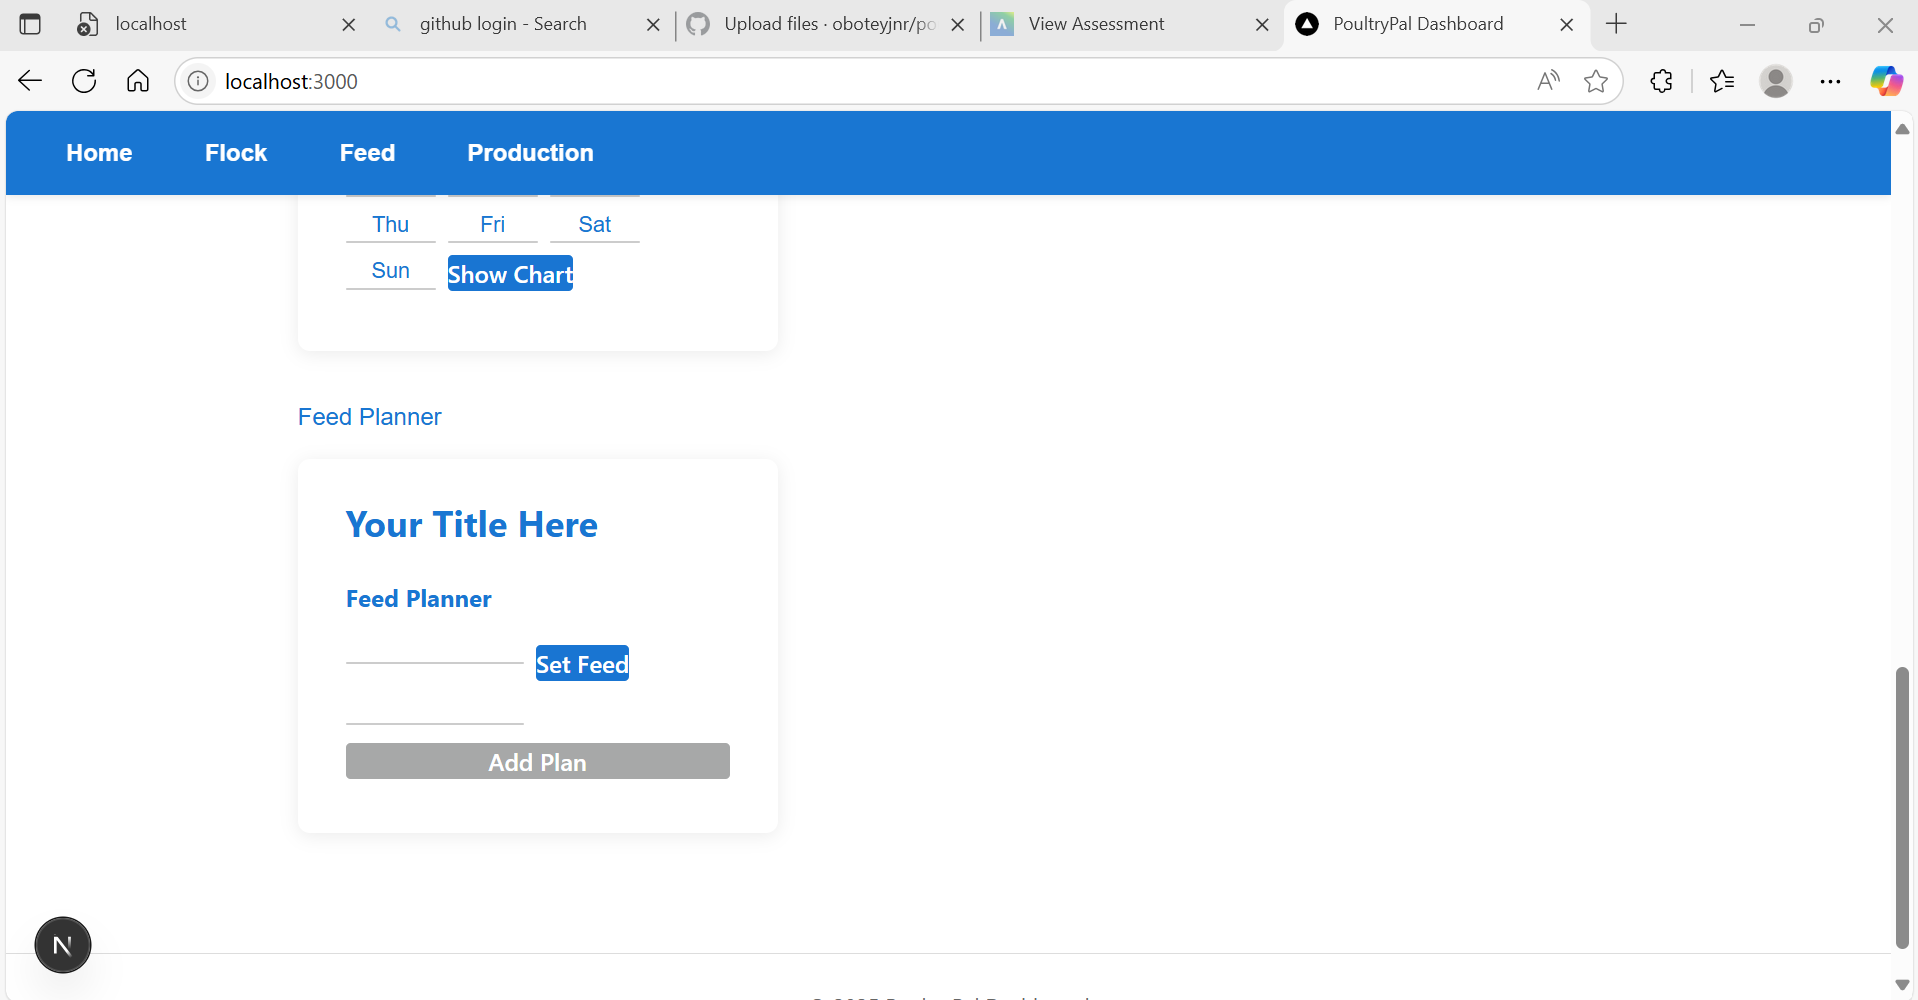 localhost
github login - Search
Upload files · oboteyjnr/po
View Assessment
PoultryPal Dashboard
localhost:3000
Home
Flock
Feed
Production
Thu
Fri
Sat
Sun
Show Chart
Feed Planner
Your Title Here
Feed Planner
Set Feed
Add Plan
N